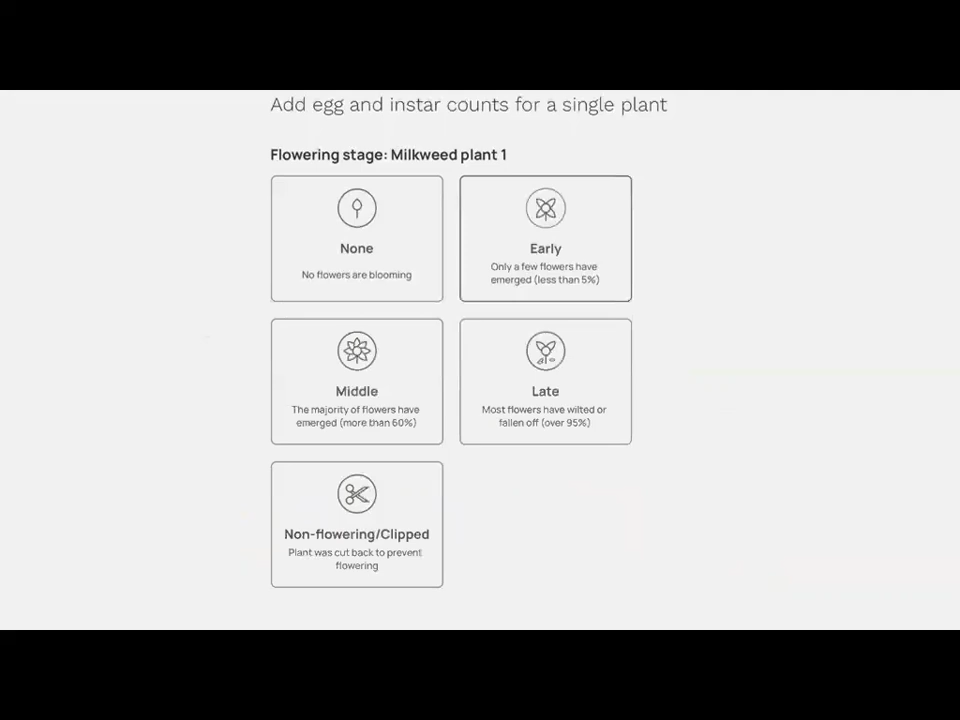 Add egg and instar counts for a single plant
Flowering stage: Milkweed plant 1
None
No flowers are blooming
Early
Only a few flowers have
emerged (less than 5%)
Middle
The majority of flowers have
emerged (more than 60%)
Late
Most flowers have wilted or
fallen off (over 95%)
Non-flowering/Clipped
Plant was cut back to prevent
flowering